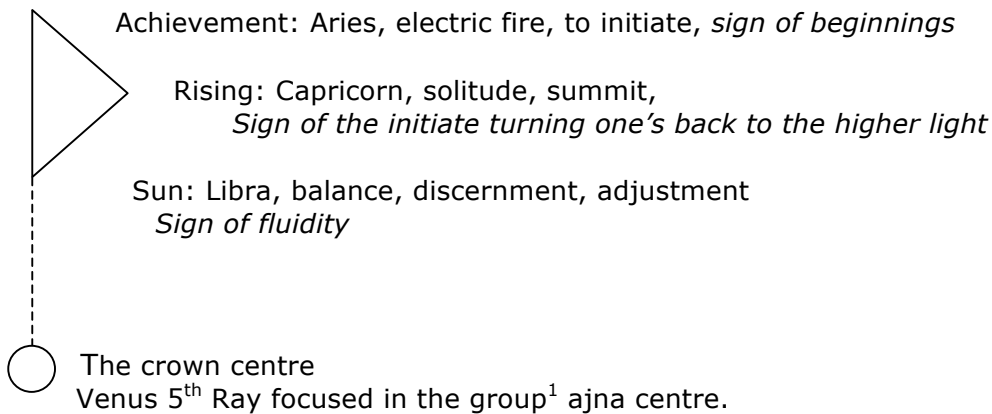 Achievement: Aries, electric fire, to initiate, sign of beginnings
Rising: Capricorn, solitude, summit,
Sign of the initiate turning one's back to the higher light
Sun: Libra, balance, discernment, adjustment
Sign of fluidity
The crown centre
Venus 5th Ray focused in the group1 ajna centre.